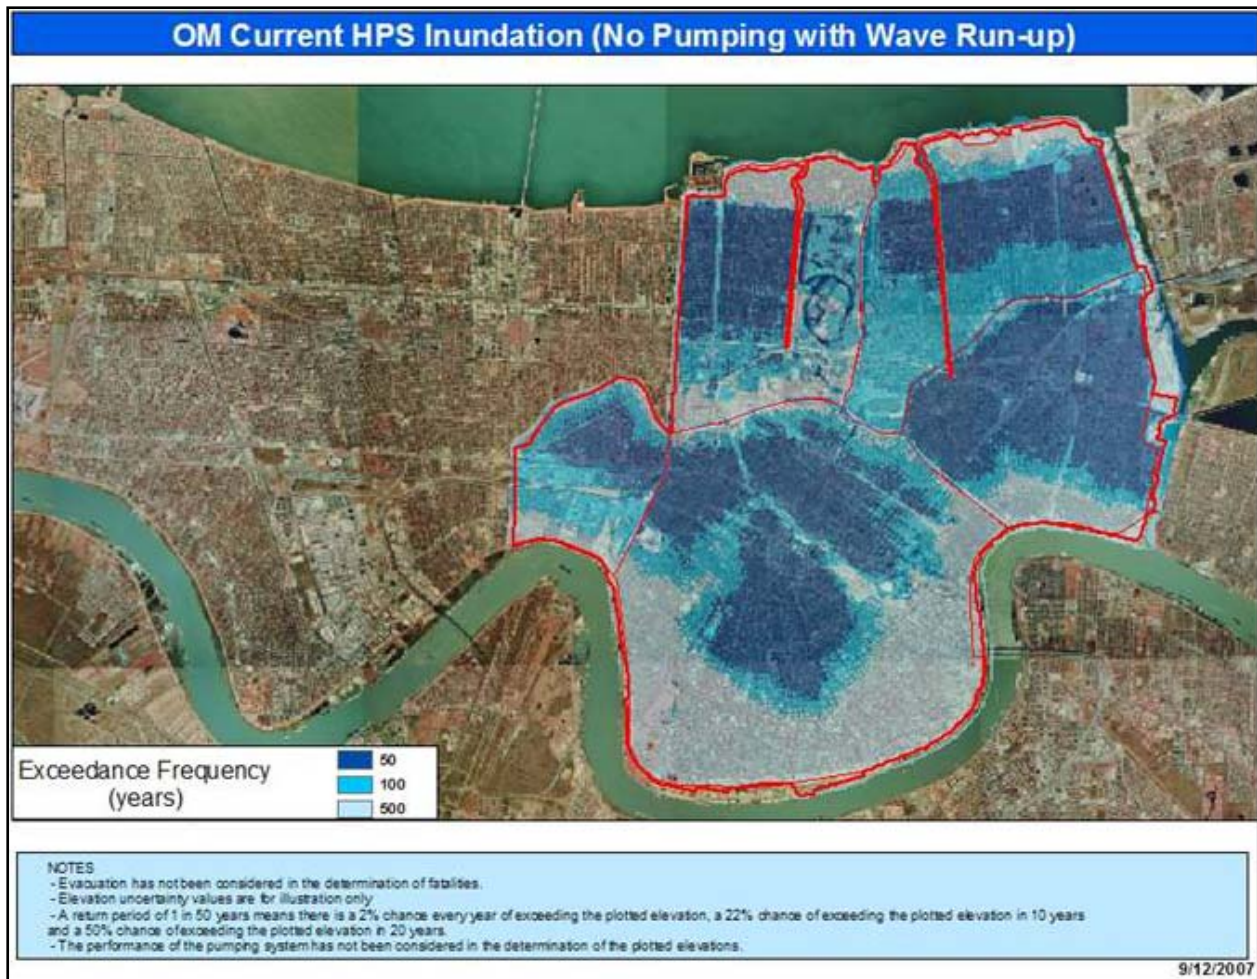 OM Current HPS Inundation (No Pumping with Wave Run-up)
Exceedance Frequency
(years)
50
100
500
NOTES
- Evacuation has not been considered in the determination of fatalities.
- Elevation uncertainty values are for illustration only
- A return period of 1 in 50 years means there is a 2% chance every year of exceeding the plotted elevation, a 22% chance of exceeding the plotted elevation in 10 years
and a 50% chance of exceeding the plotted elevation in 20 years.
- The performance of the pumping system has not been considered in the determination of the plotted elevations.
9/12/2007